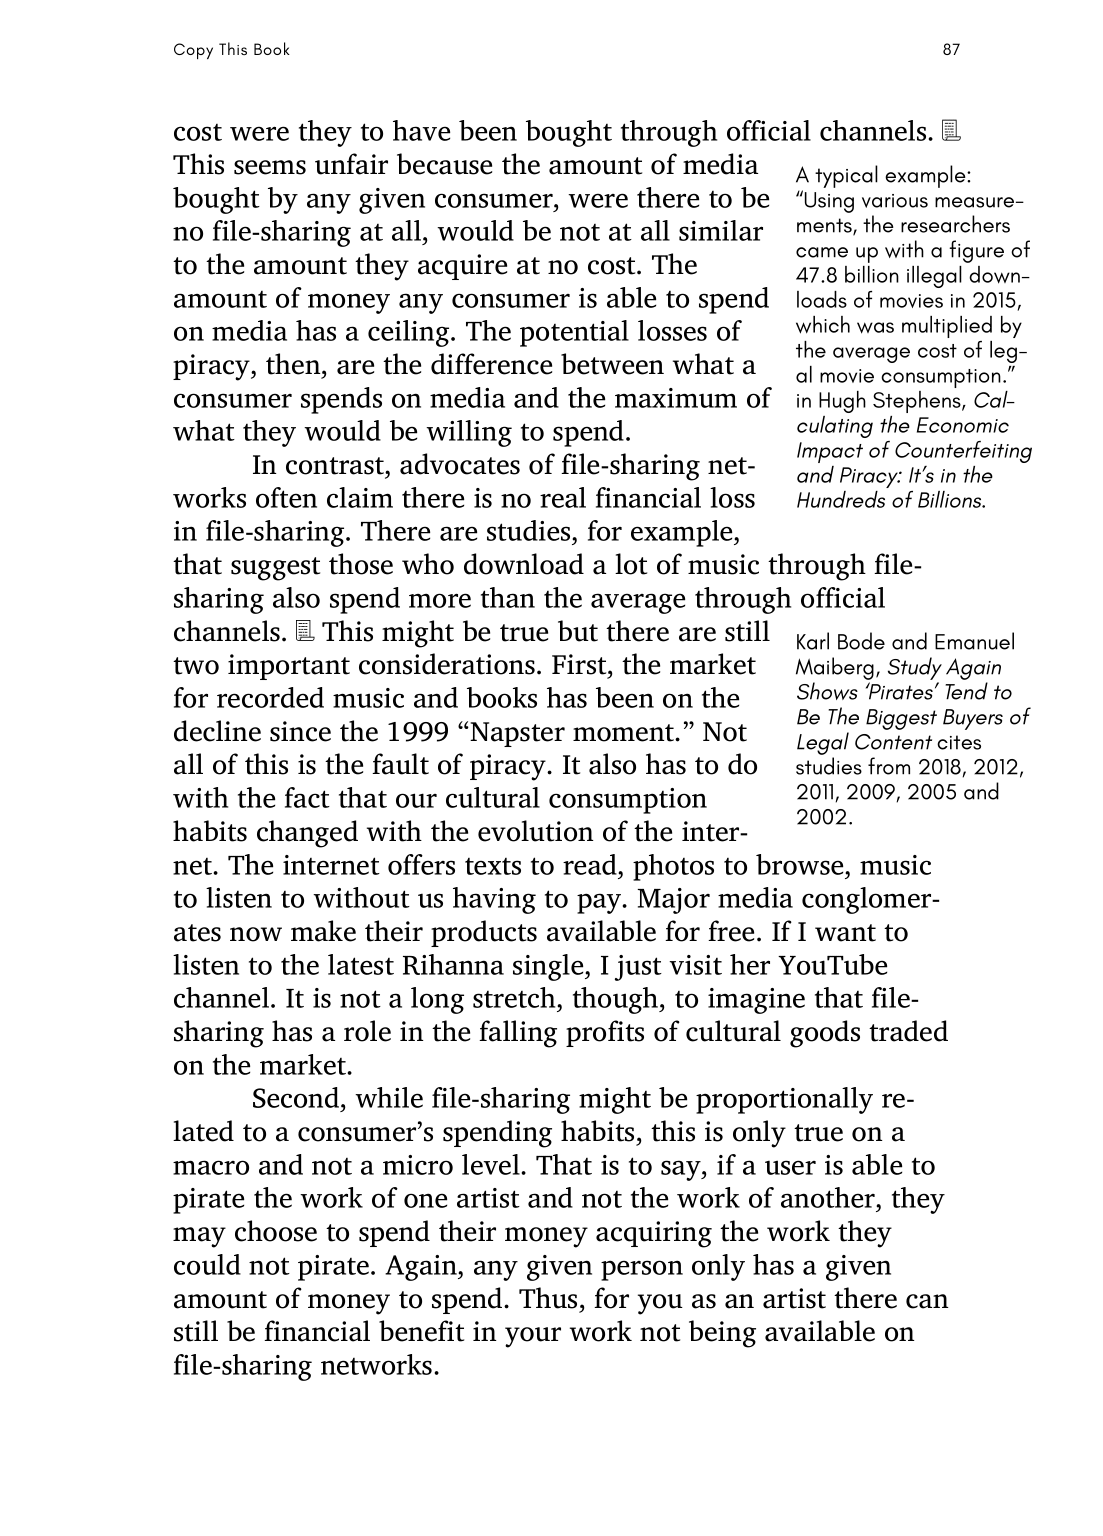 Copy This Book
87
cost were they to have been bought through official channels.
This seems unfair because the amount of media
bought by any given consumer, were there to be
no file-sharing at all, would be not at all similar
to the amount they acquire at no cost. The
amount of money any consumer is able to spend
on media has a ceiling. The potential losses of
piracy, then, are the difference between what a
consumer spends on media and the maximum of
what they would be willing to spend.
In contrast, advocates of file-sharing net-
works often claim there is no real financial loss
in file-sharing. There are studies, for example,
that suggest those who download a lot of music through file-
sharing also spend more than the average through official
channels. This might be true but there are still
two important considerations. First, the market
for recorded music and books has been on the
decline since the 1999 “Napster moment.” Not
all of this is the fault of piracy. It also has to do
with the fact that our cultural consumption
habits changed with the evolution of the inter-
net. The internet offers texts to read, photos to browse, music
to listen to without us having to pay. Major media conglomer-
ates now make their products available for free. If I want to
listen to the latest Rihanna single, I just visit her YouTube
channel. It is not a long stretch, though, to imagine that file-
sharing has a role in the falling profits of cultural goods traded
on the market.
Second, while file-sharing might be proportionally re-
lated to a consumer’s spending habits, this is only true on a
macro and not a micro level. That is to say, if a user is able to
pirate the work of one artist and not the work of another, they
may choose to spend their money acquiring the work they
could not pirate. Again, any given person only has a given
amount of money to spend. Thus, for you as an artist there can
still be financial benefit in your work not being available on
file-sharing networks.
A typical example:
“Using various measure-
ments, the researchers
came up with a figure of
47.8 billion illegal down-
loads of movies in 2015,
which was multiplied by
the average cost of leg-
al movie consumption.”
in Hugh Stephens, Cal-
culating the Economic
Impact of Counterfeiting
and Piracy: It’s in the
Hundreds of Billions.
Karl Bode and Emanuel
Maiberg, Study Again
Shows ‘Pirates’ Tend to
Be The Biggest Buyers of
Legal Content cites
studies from 2018, 2012,
2011, 2009, 2005 and
2002.